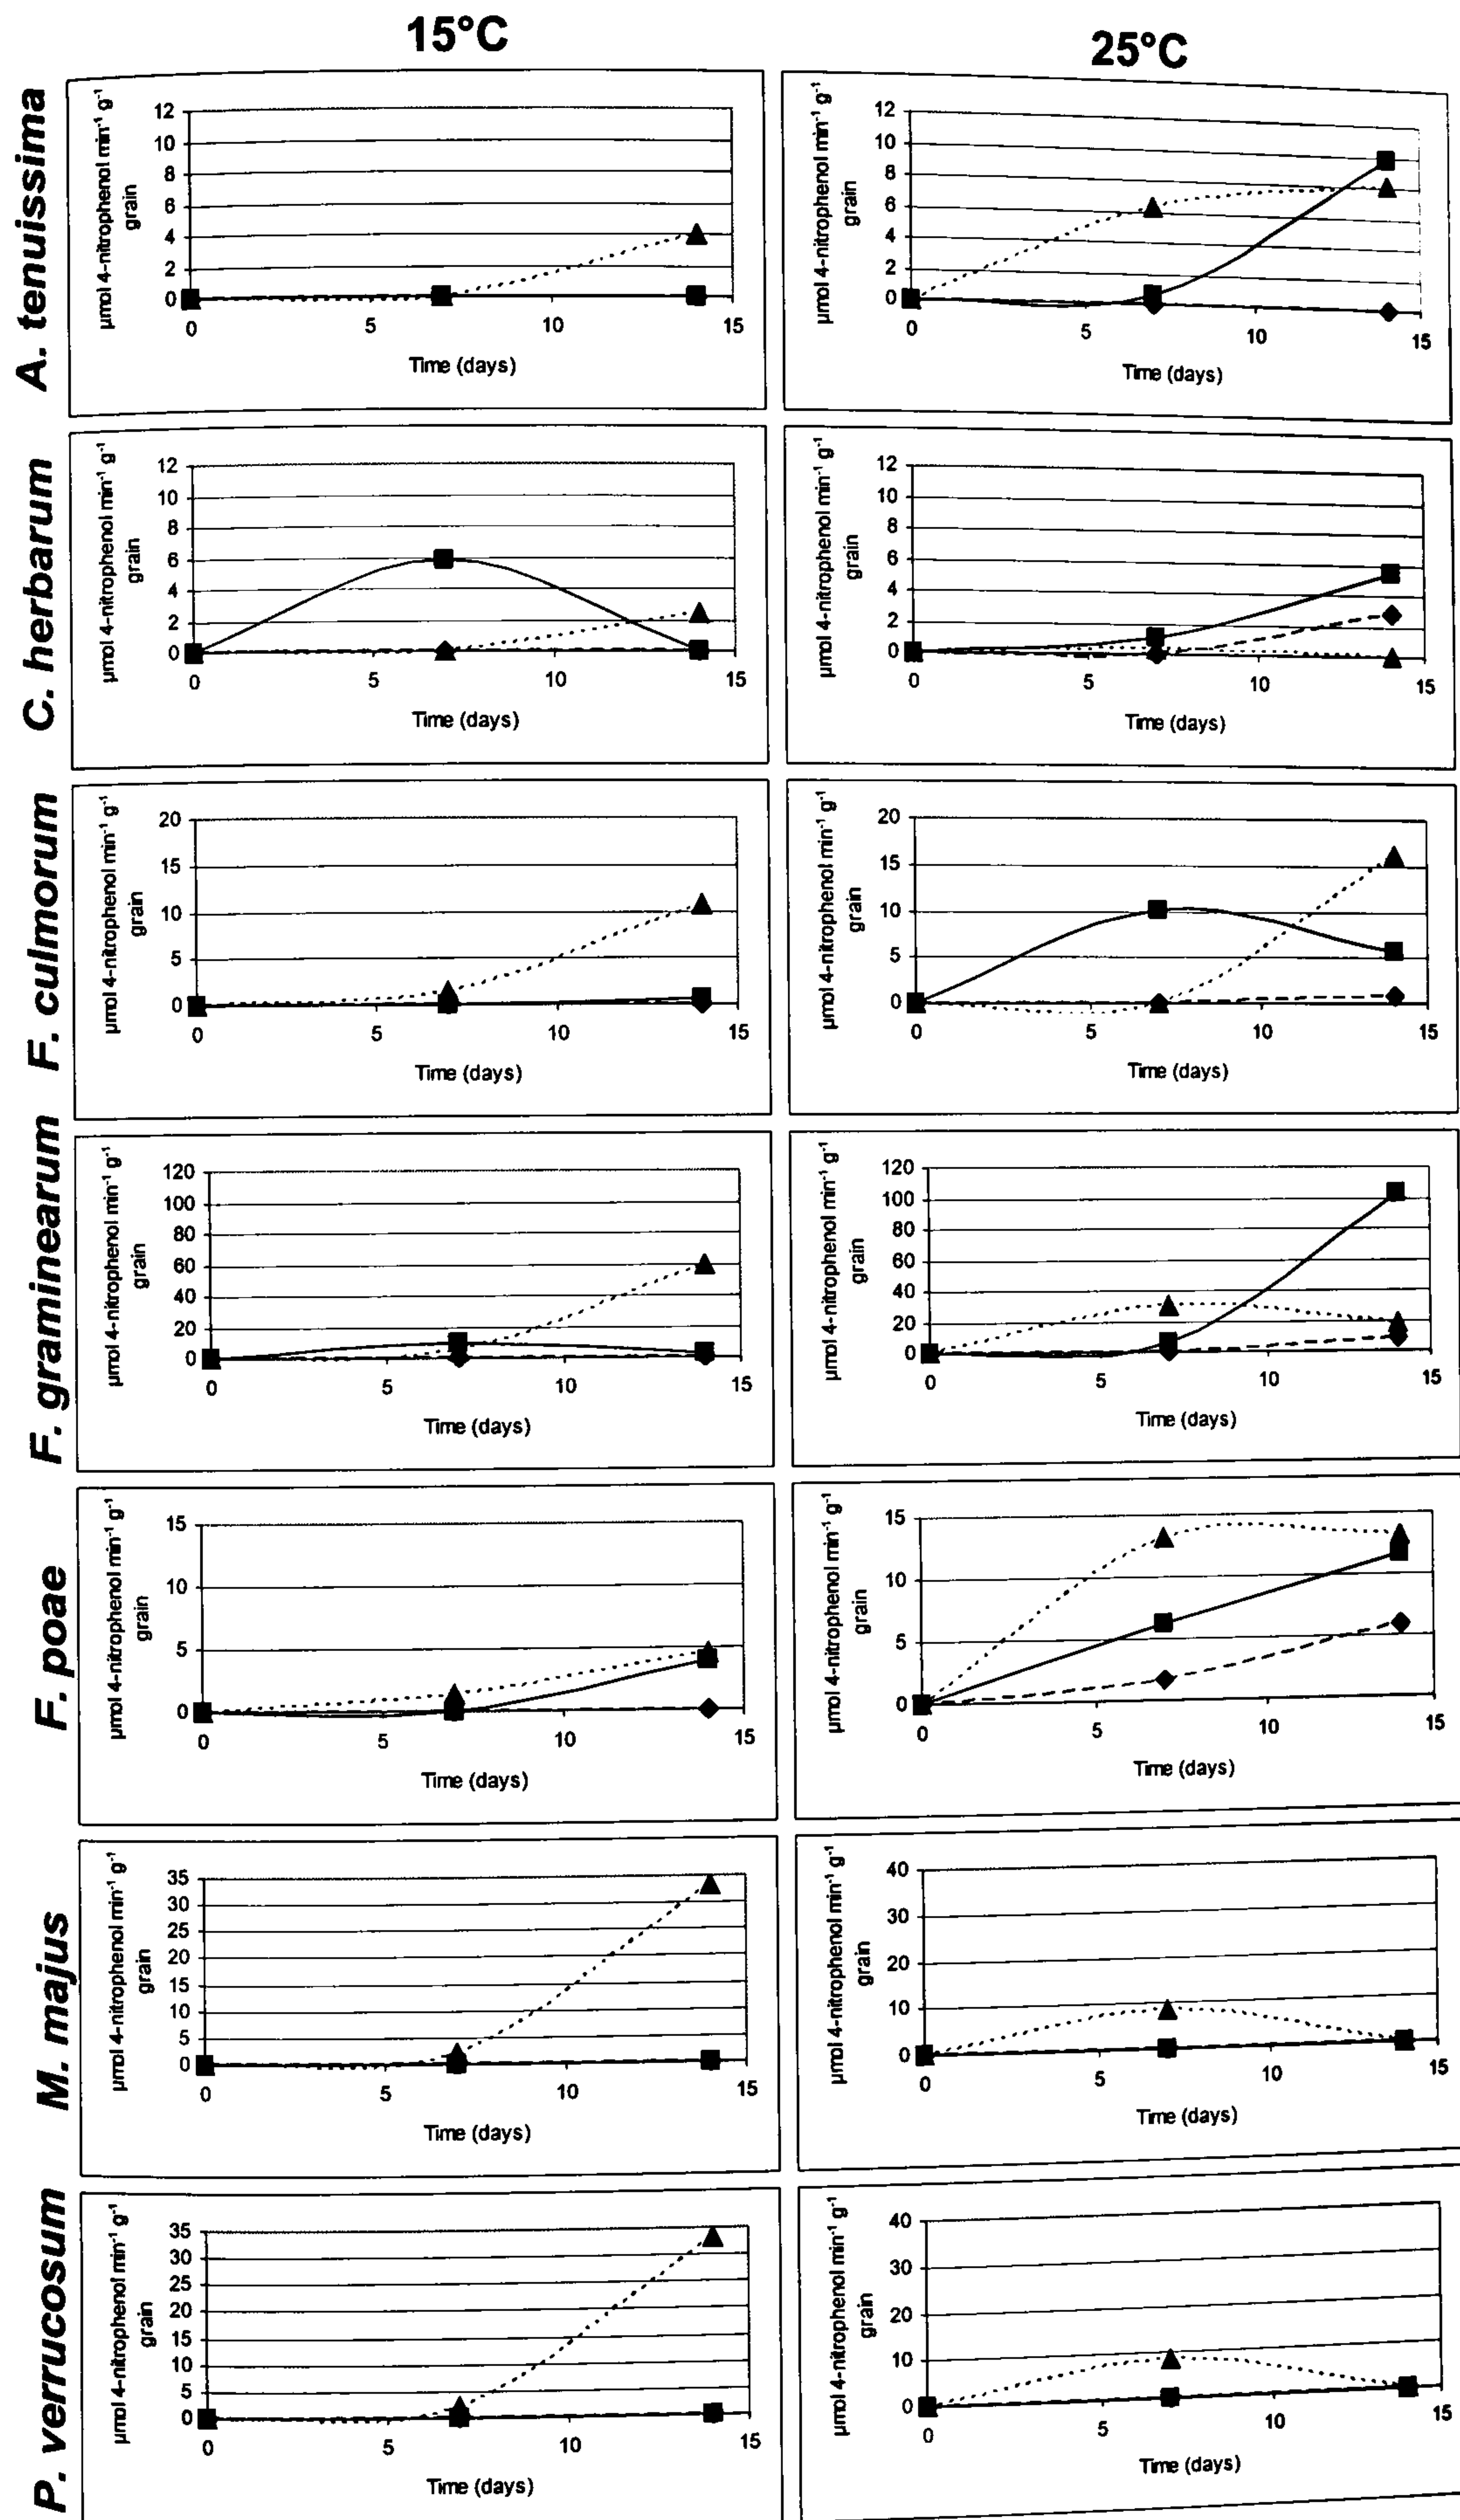 15°C
25°C
A. tenuissima
µmol 4-nitrophenol min⁻¹ g⁻¹
grain
12
10
8
6
4
2
0
0 5 10 15
Time (days)
µmol 4-nitrophenol min⁻¹ g⁻¹
grain
12
10
8
6
4
2
0
0 5 10 15
Time (days)
C. herbarum
µmol 4-nitrophenol min⁻¹ g⁻¹
grain
12
10
8
6
4
2
0
0 5 10 15
Time (days)
µmol 4-nitrophenol min⁻¹ g⁻¹
grain
12
10
8
6
4
2
0
0 5 10 15
Time (days)
F. culmorum
µmol 4-nitrophenol min⁻¹ g⁻¹
grain
20
15
10
5
0
0 5 10 15
Time (days)
µmol 4-nitrophenol min⁻¹ g⁻¹
grain
20
15
10
5
0
0 5 10 15
Time (days)
F. graminearum
µmol 4-nitrophenol min⁻¹ g⁻¹
grain
120
100
80
60
40
20
0
0 5 10 15
Time (days)
µmol 4-nitrophenol min⁻¹ g⁻¹
grain
120
100
80
60
40
20
0
0 5 10 15
Time (days)
F. poae
µmol 4-nitrophenol min⁻¹ g⁻¹
grain
15
10
5
0
0 5 10 15
Time (days)
µmol 4-nitrophenol min⁻¹ g⁻¹
grain
15
10
5
0
0 5 10 15
Time (days)
M. majus
µmol 4-nitrophenol min⁻¹ g⁻¹
grain
35
30
25
20
15
10
5
0
0 5 10 15
Time (days)
µmol 4-nitrophenol min⁻¹ g⁻¹
grain
40
30
20
10
0
0 5 10 15
Time (days)
P. verrucosum
µmol 4-nitrophenol min⁻¹ g⁻¹
grain
35
30
25
20
15
10
5
0
0 5 10 15
Time (days)
µmol 4-nitrophenol min⁻¹ g⁻¹
grain
40
30
20
10
0
0 5 10 15
Time (days)